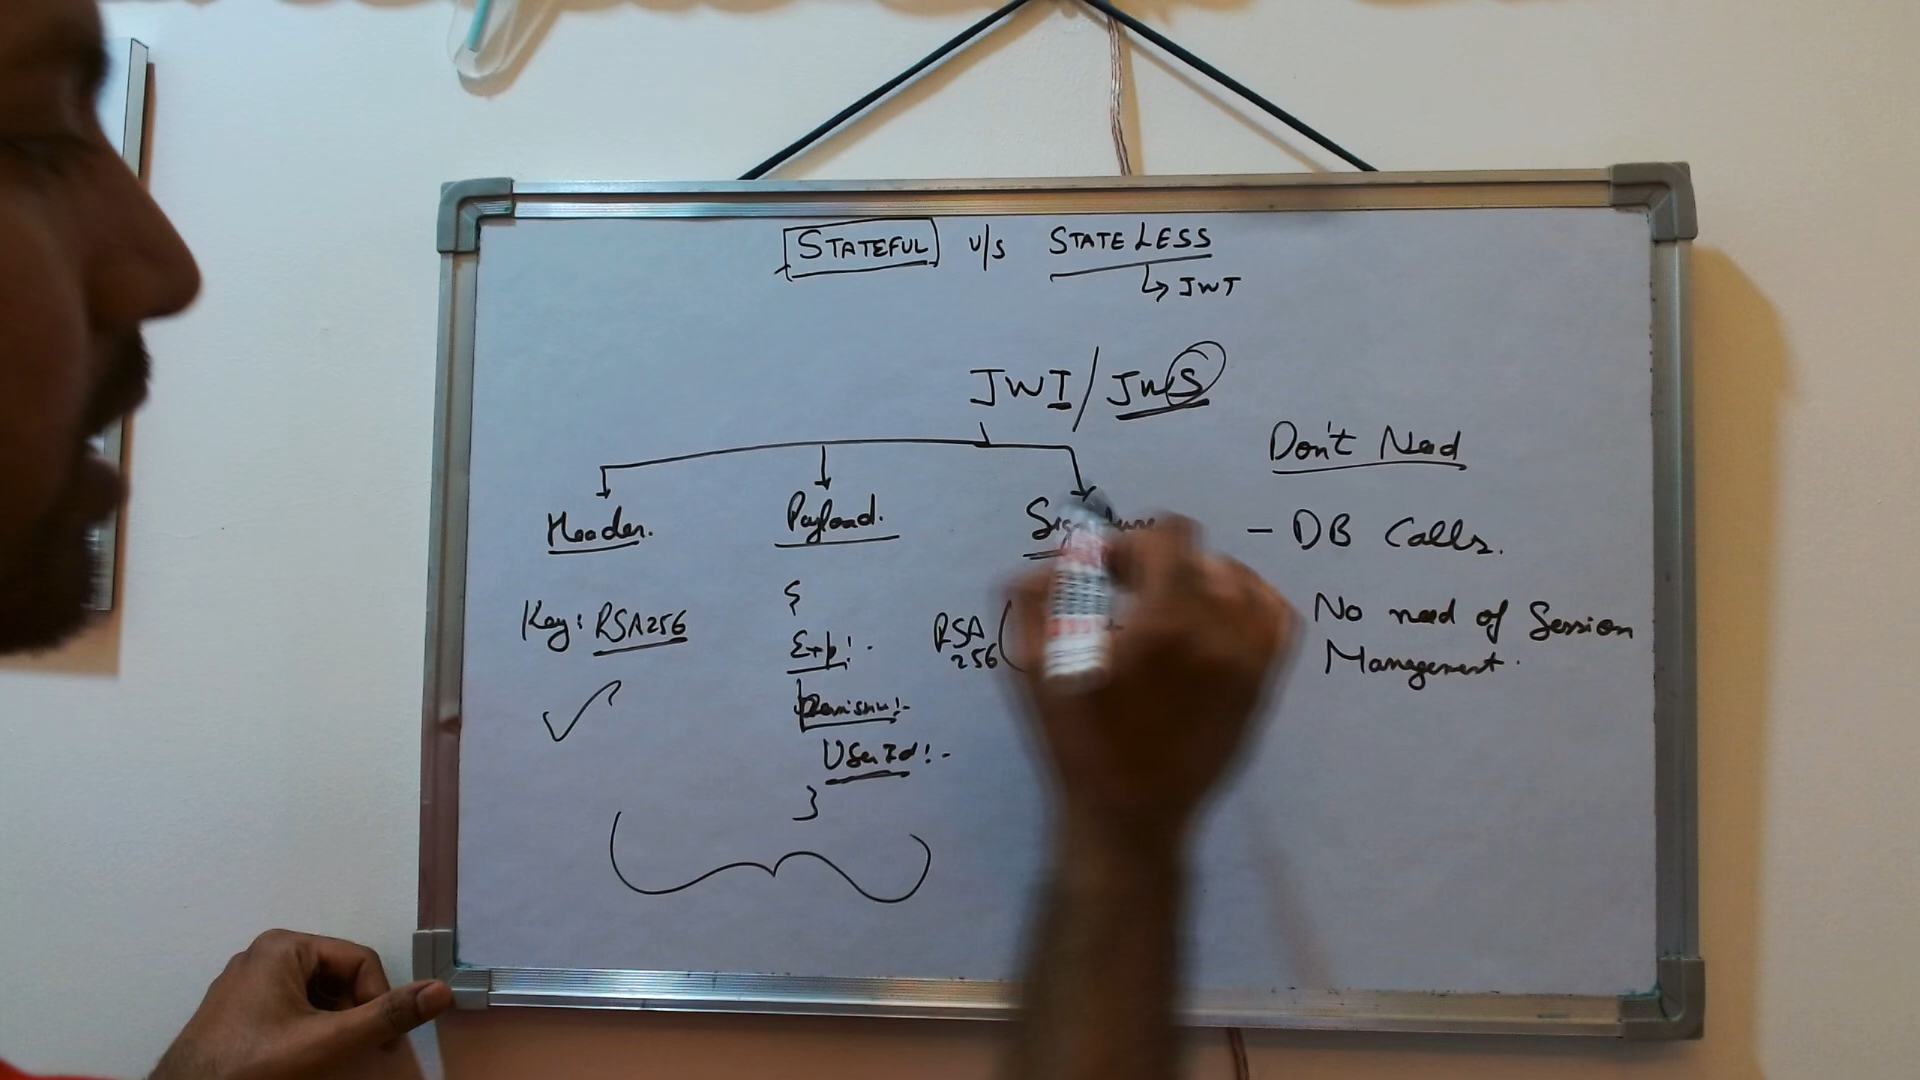 STATEFUL v/s STATELESS
↳ JWT
JWT / JWS
Don't Need
Header. Payload. Signature
- DB Calls.
{
Key: RSA256
Exp: -
RSA 256 (
No need of Session
Management.
UserId: -
}